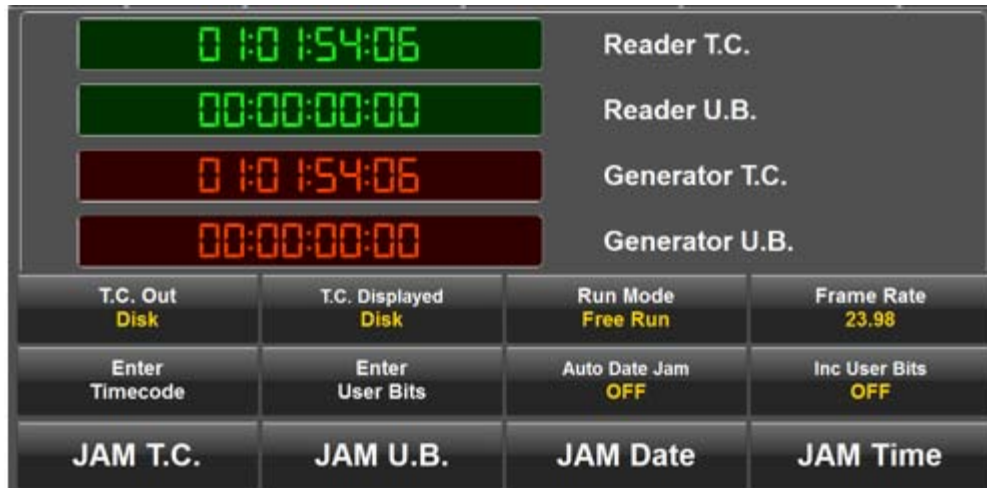 01:01:54:06 Reader T.C.
00:00:00:00 Reader U.B.
01:01:54:06 Generator T.C.
00:00:00:00 Generator U.B.
T.C. Out T.C. Displayed Run Mode Frame Rate
Disk Disk Free Run 23.98
Enter Enter Auto Date Jam Inc User Bits
Timecode User Bits OFF OFF
JAM T.C. JAM U.B. JAM Date JAM Time